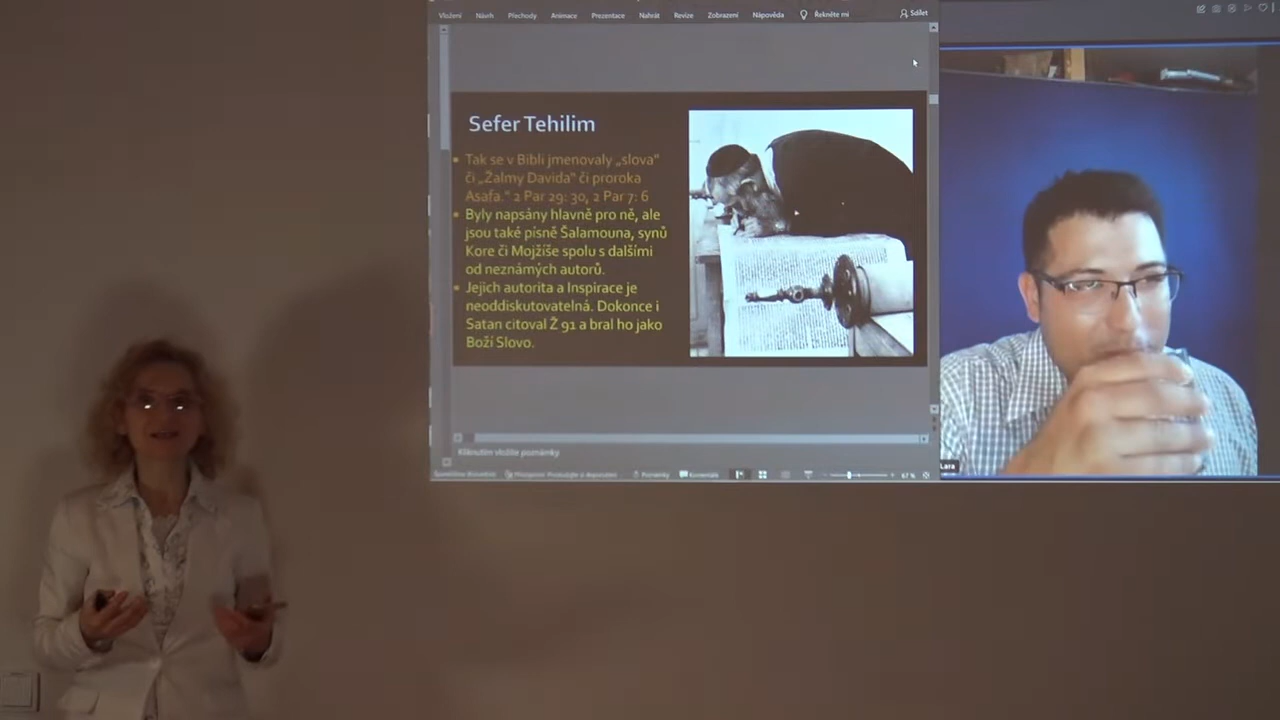 Vložení Návrh Přechody Animace Prezentace Nahrát Revize Zobrazení Nápověda Řekněte mi Sdílet
Sefer Tehilim
Tak se v Bibli jmenovaly „slova“
či „Žalmy Davida“ či proroka
Asafa.“ 2 Par 29: 30, 2 Par 7: 6
Byly napsány hlavně pro ně, ale
jsou také písně Šalamouna, synů
Kore či Mojžíše spolu s dalšími
od neznámých autorů.
Jejich autorita a Inspirace je
neoddiskutovatelná. Dokonce i
Satan citoval Ž 91 a bral ho jako
Boží Slovo.
Kliknutím vložíte poznámky
Poznámky Komentáře 67 %
Lara